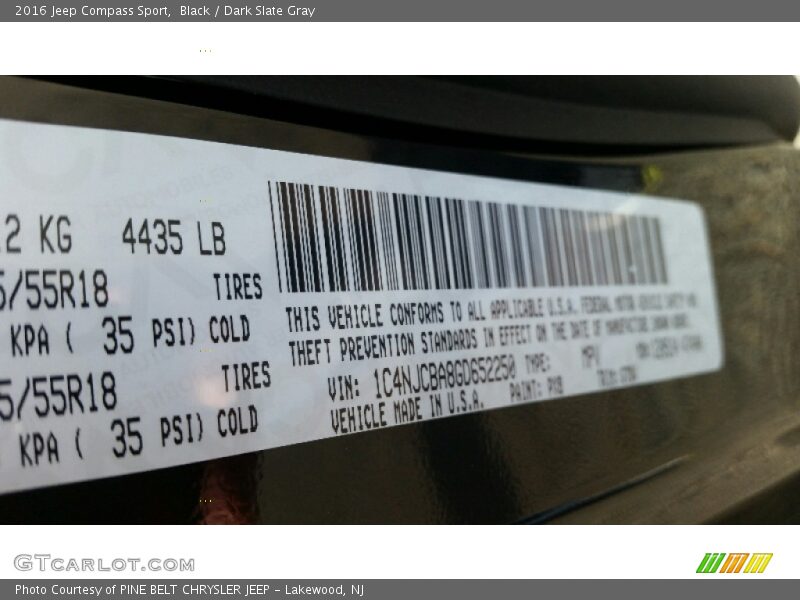 2016 Jeep Compass Sport,  Black / Dark Slate Gray
2 KG 4435 LB
5/55R18 TIRES
KPA ( 35 PSI) COLD
5/55R18 TIRES
KPA ( 35 PSI) COLD
THIS VEHICLE CONFORMS TO ALL APPLICABLE U.S.A. FEDERAL MOTOR VEHICLE SAFETY AND
THEFT PREVENTION STANDARDS IN EFFECT ON THE DATE OF MANUFACTURE
VIN: 1C4NJCBA8GD652250 TYPE: MPV
VEHICLE MADE IN U.S.A. PAINT: PX8
GTCARLOT.COM
Photo Courtesy of PINE BELT CHRYSLER JEEP - Lakewood, NJ